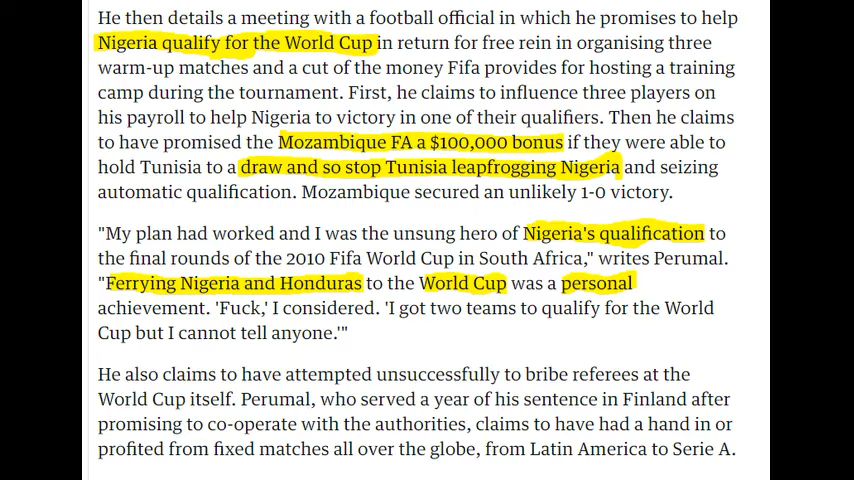 He then details a meeting with a football official in which he promises to help
Nigeria qualify for the World Cup in return for free rein in organising three
warm-up matches and a cut of the money Fifa provides for hosting a training
camp during the tournament. First, he claims to influence three players on
his payroll to help Nigeria to victory in one of their qualifiers. Then he claims
to have promised the Mozambique FA a $100,000 bonus if they were able to
hold Tunisia to a draw and so stop Tunisia leapfrogging Nigeria and seizing
automatic qualification. Mozambique secured an unlikely 1-0 victory.
"My plan had worked and I was the unsung hero of Nigeria's qualification to
the final rounds of the 2010 Fifa World Cup in South Africa," writes Perumal.
"Ferrying Nigeria and Honduras to the World Cup was a personal
achievement. 'Fuck,' I considered. 'I got two teams to qualify for the World
Cup but I cannot tell anyone.'"
He also claims to have attempted unsuccessfully to bribe referees at the
World Cup itself. Perumal, who served a year of his sentence in Finland after
promising to co-operate with the authorities, claims to have had a hand in or
profited from fixed matches all over the globe, from Latin America to Serie A.